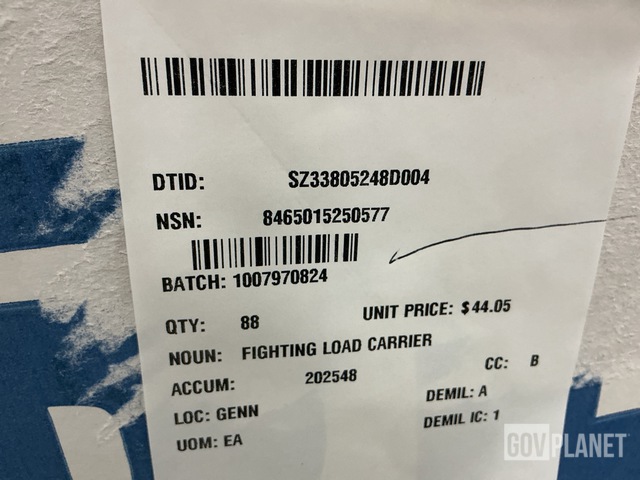 DTID: SZ33805248D004
NSN: 8465015250577
BATCH: 1007970824
QTY: 88 UNIT PRICE: $44.05
NOUN: FIGHTING LOAD CARRIER
ACCUM: 202548 CC: B
LOC: GENN DEMIL: A
UOM: EA DEMIL IC: 1
GOVPLANET